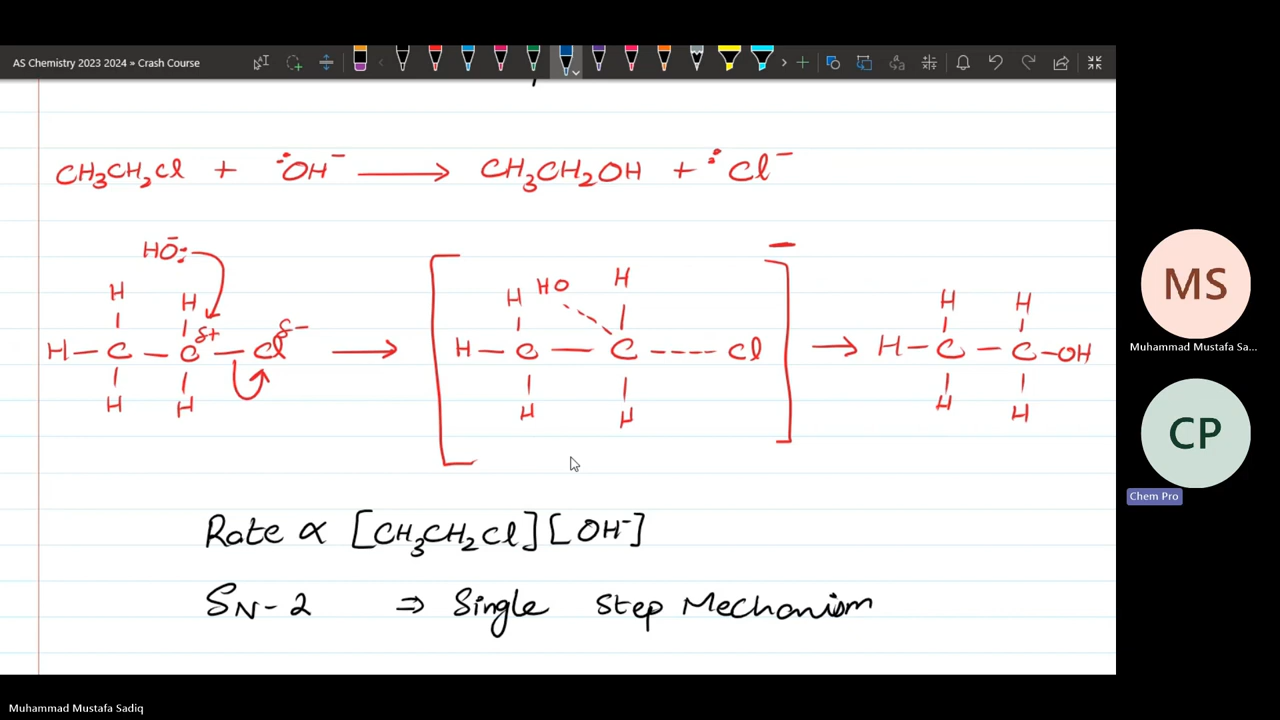 AS Chemistry 2023 2024 » Crash Course
CH₃CH₂Cl + :OH⁻ ⟶ CH₃CH₂OH + :Cl⁻
HO⁻:
H H
H — C — C^δ+ — Cl^δ− ⟶
H H
[ H HO H ]⁻
H — C — C ---- Cl ⟶
H H
H H
H — C — C — OH
H H
Rate ∝ [CH₃CH₂Cl][OH⁻]
SN-2 ⇒ Single Step Mechanism
MS
Muhammad Mustafa Sa...
CP
Chem Pro
Muhammad Mustafa Sadiq